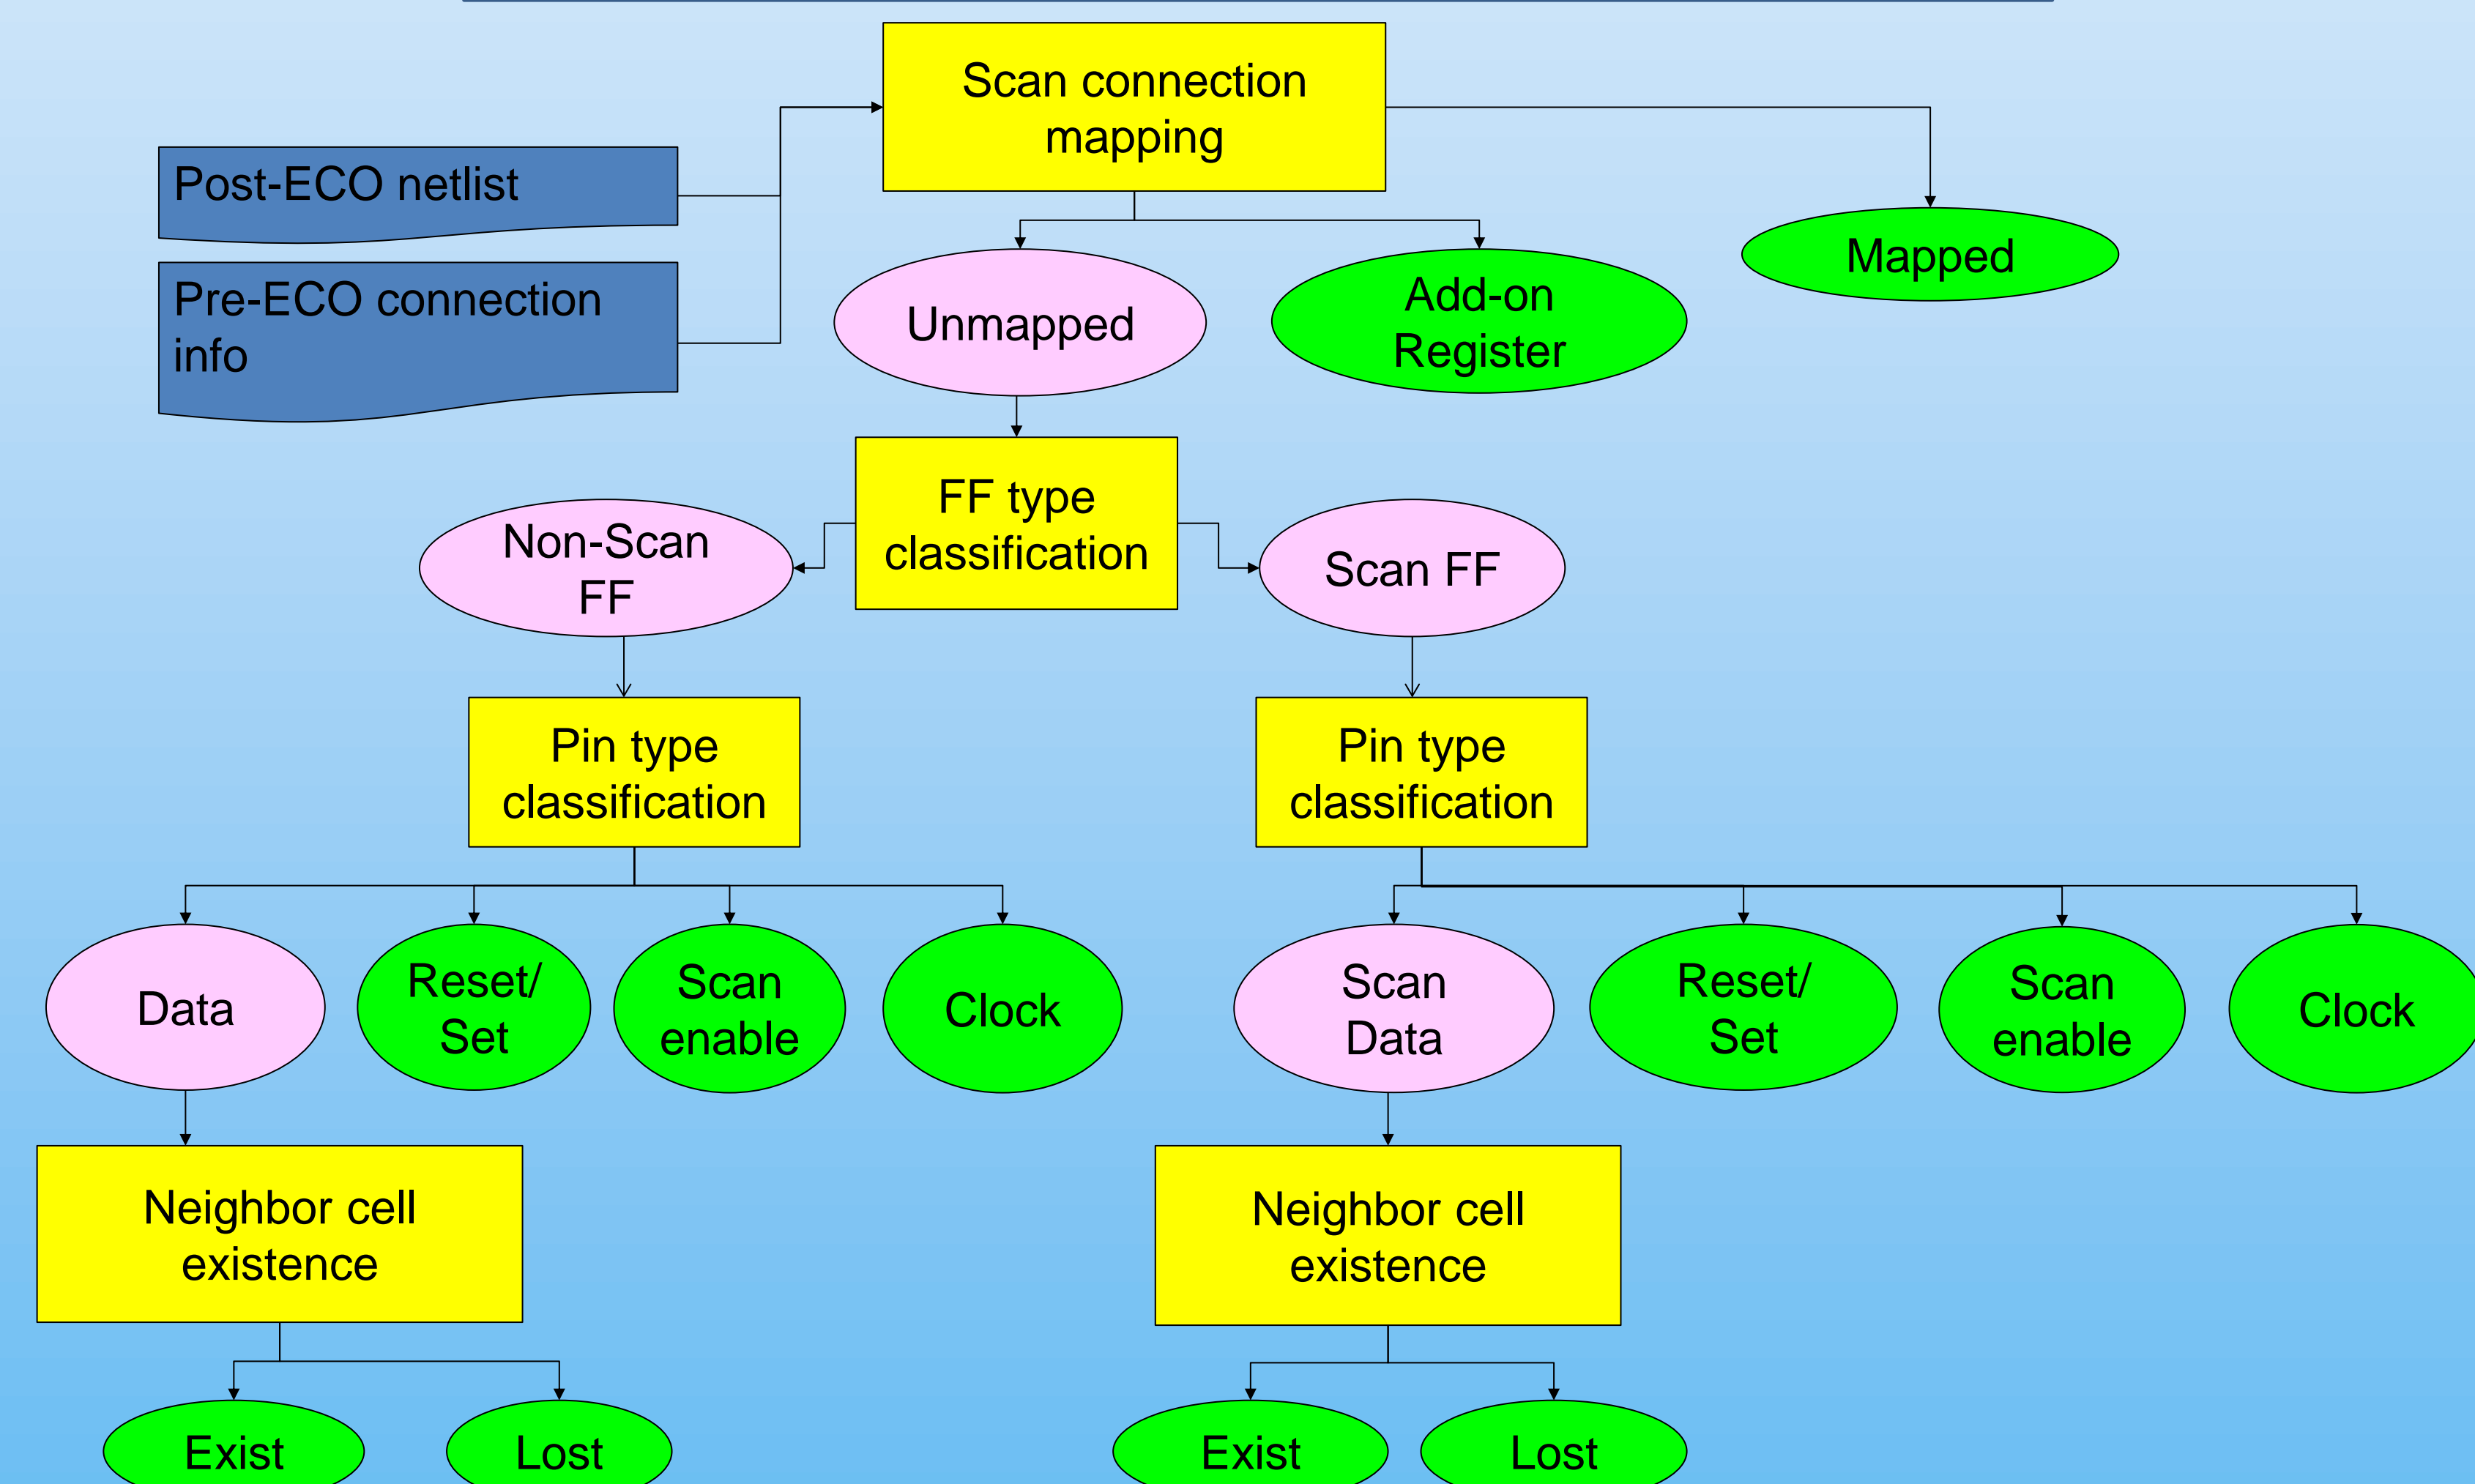 Scan connection
mapping
Post-ECO netlist
Pre-ECO connection
info
Mapped
Unmapped
Add-on
Register
FF type
classification
Non-Scan
FF
Scan FF
Pin type
classification
Pin type
classification
Data
Reset/
Set
Scan
enable
Clock
Scan
Data
Reset/
Set
Scan
enable
Clock
Neighbor cell
existence
Neighbor cell
existence
Exist
Lost
Exist
Lost